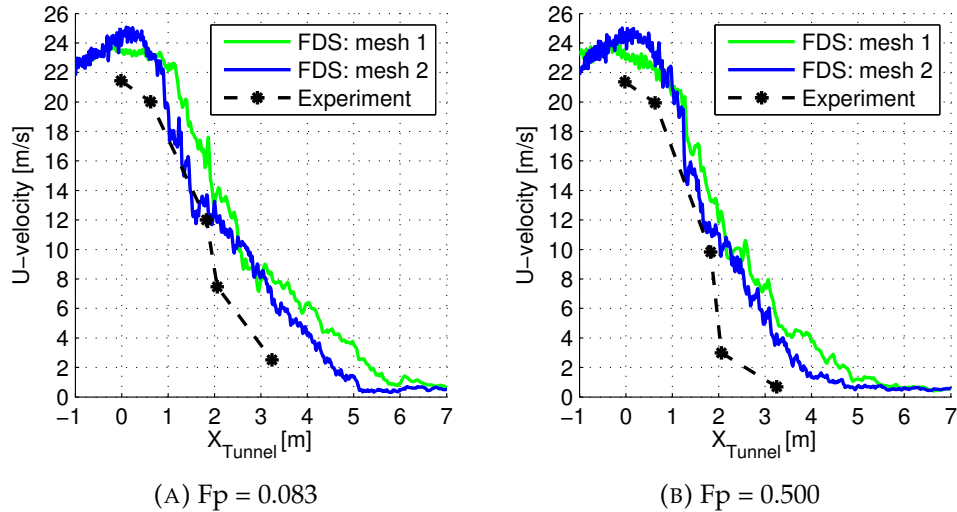 26
24
22
20
18
16
14
12
10
8
6
4
2
0
U-velocity [m/s]
FDS: mesh 1
FDS: mesh 2
Experiment
-1 0 1 2 3 4 5 6 7
X_Tunnel [m]
(A) Fp = 0.083
26
24
22
20
18
16
14
12
10
8
6
4
2
0
U-velocity [m/s]
FDS: mesh 1
FDS: mesh 2
Experiment
-1 0 1 2 3 4 5 6 7
X_Tunnel [m]
(B) Fp = 0.500